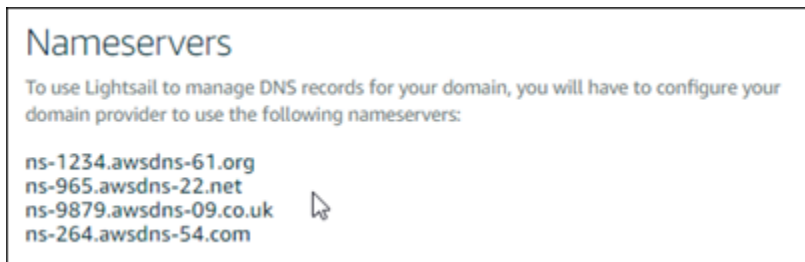 Nameservers
To use Lightsail to manage DNS records for your domain, you will have to configure your
domain provider to use the following nameservers:
ns-1234.awsdns-61.org
ns-965.awsdns-22.net
ns-9879.awsdns-09.co.uk
ns-264.awsdns-54.com